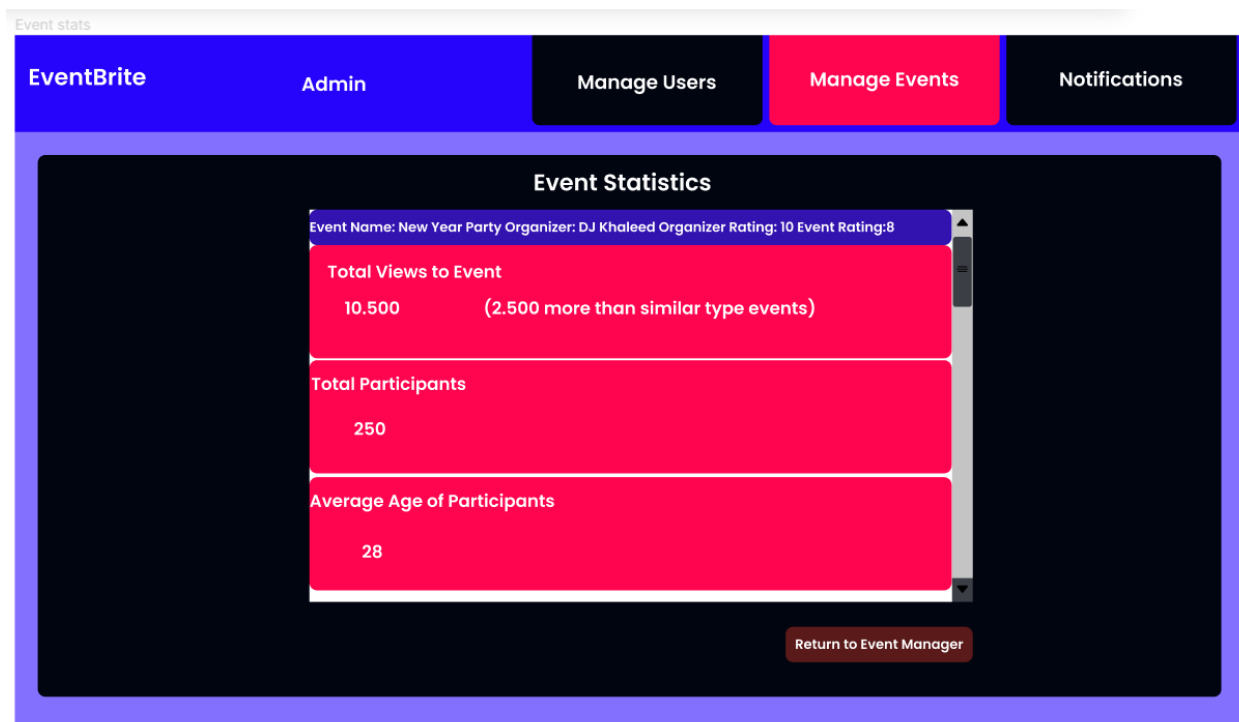 Event stats
EventBrite
Admin
Manage Users
Manage Events
Notifications
Event Statistics
Event Name: New Year Party Organizer: DJ Khaleed Organizer Rating: 10 Event Rating:8
Total Views to Event
10.500 (2.500 more than similar type events)
Total Participants
250
Average Age of Participants
28
Return to Event Manager